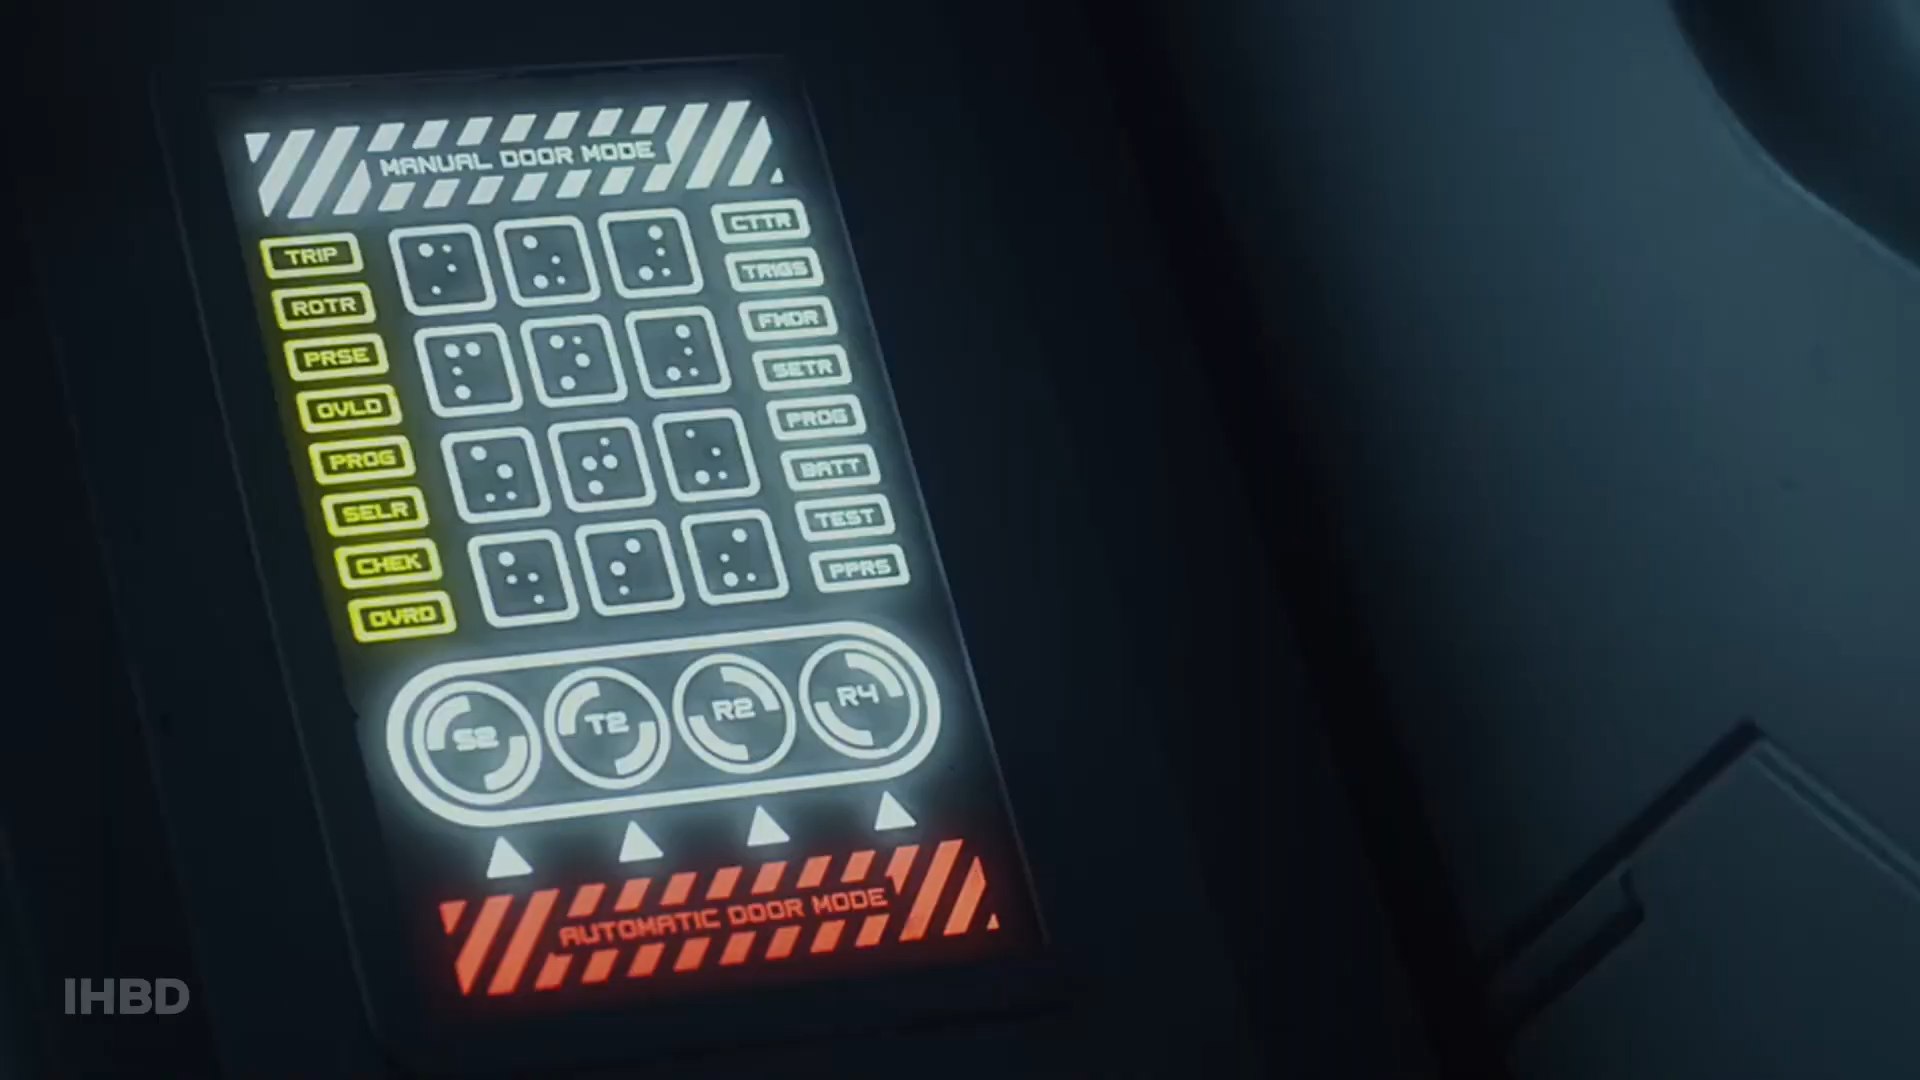 MANUAL DOOR MODE
TRIP
ROTR
PRSE
OVLD
PROG
SELR
CHEK
OVRD
CTTR
TRIGS
FMDR
SETR
PROG
BATT
TEST
PPRS
S2 T2 R2 R4
AUTOMATIC DOOR MODE
IHBD